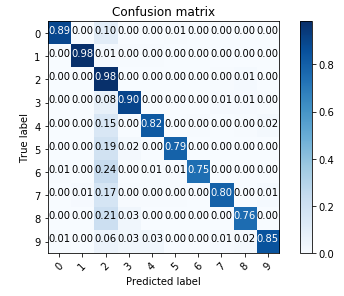 Confusion matrix
0 0.89 0.00 0.10 0.00 0.00 0.01 0.00 0.00 0.00 0.00
1 0.00 0.98 0.01 0.00 0.00 0.00 0.00 0.00 0.00 0.00
2 0.00 0.00 0.98 0.00 0.00 0.00 0.00 0.00 0.01 0.00
3 0.00 0.00 0.08 0.90 0.00 0.00 0.00 0.01 0.01 0.00
4 0.00 0.00 0.15 0.00 0.82 0.00 0.00 0.00 0.00 0.02
5 0.00 0.00 0.19 0.02 0.00 0.79 0.00 0.00 0.00 0.00
6 0.01 0.00 0.24 0.00 0.01 0.01 0.75 0.00 0.00 0.00
7 0.00 0.01 0.17 0.00 0.00 0.00 0.00 0.80 0.00 0.01
8 0.00 0.00 0.21 0.03 0.00 0.00 0.00 0.00 0.76 0.00
9 0.01 0.00 0.06 0.03 0.03 0.00 0.00 0.01 0.02 0.85
0 1 2 3 4 5 6 7 8 9
True label
Predicted label
0.8
0.6
0.4
0.2
0.0